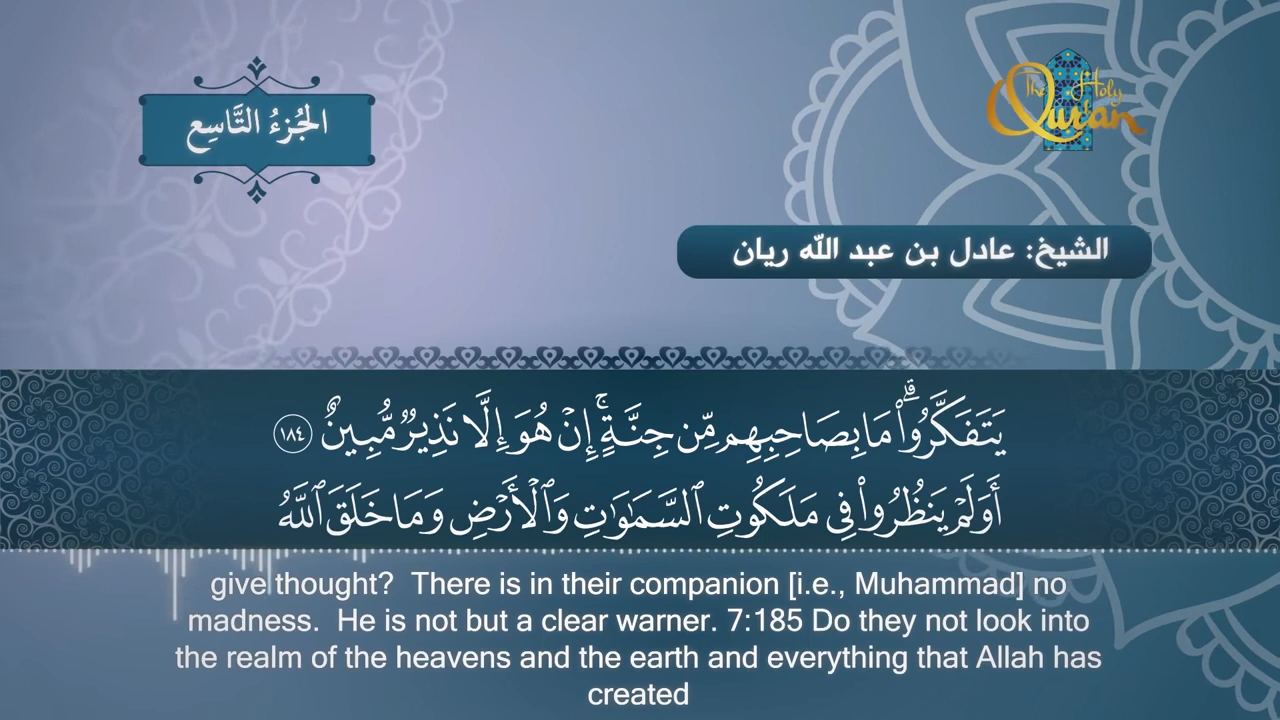 الجُزءُ التَّاسِع
The Holy
Qur'an
الشيخ: عادل بن عبد الله ريان
يَتَفَكَّرُوا۟ ۗ مَا بِصَاحِبِهِم مِّن جِنَّةٍ ۚ إِنْ هُوَ إِلَّا نَذِيرٌ مُّبِينٌ ١٨٤
أَوَلَمْ يَنظُرُوا۟ فِى مَلَكُوتِ ٱلسَّمَـٰوَٰتِ وَٱلْأَرْضِ وَمَا خَلَقَ ٱللَّهُ
give thought?  There is in their companion [i.e., Muhammad] no
madness.  He is not but a clear warner. 7:185 Do they not look into
the realm of the heavens and the earth and everything that Allah has
created